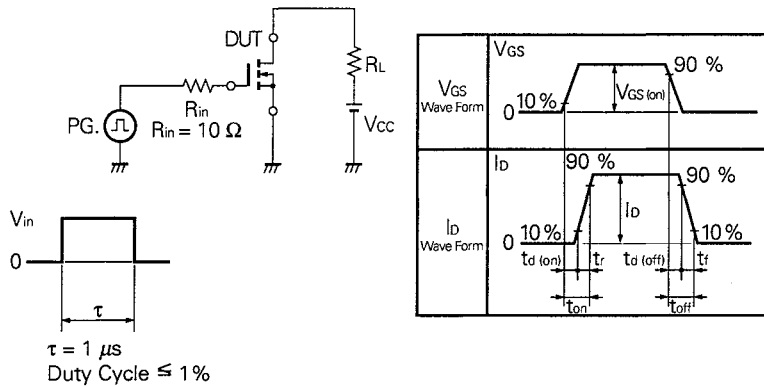 DUT
RL
Rin
Rin = 10 Ω
PG.
VCC
Vin
0
τ
τ = 1 μs
Duty Cycle ≦ 1%
VGS
Wave Form
VGS
90 %
10 %
VGS (on)
0
ID
Wave Form
ID
90 %
90 %
ID
0
10 %
10 %
td (on)
tr
td (off)
tf
ton
toff